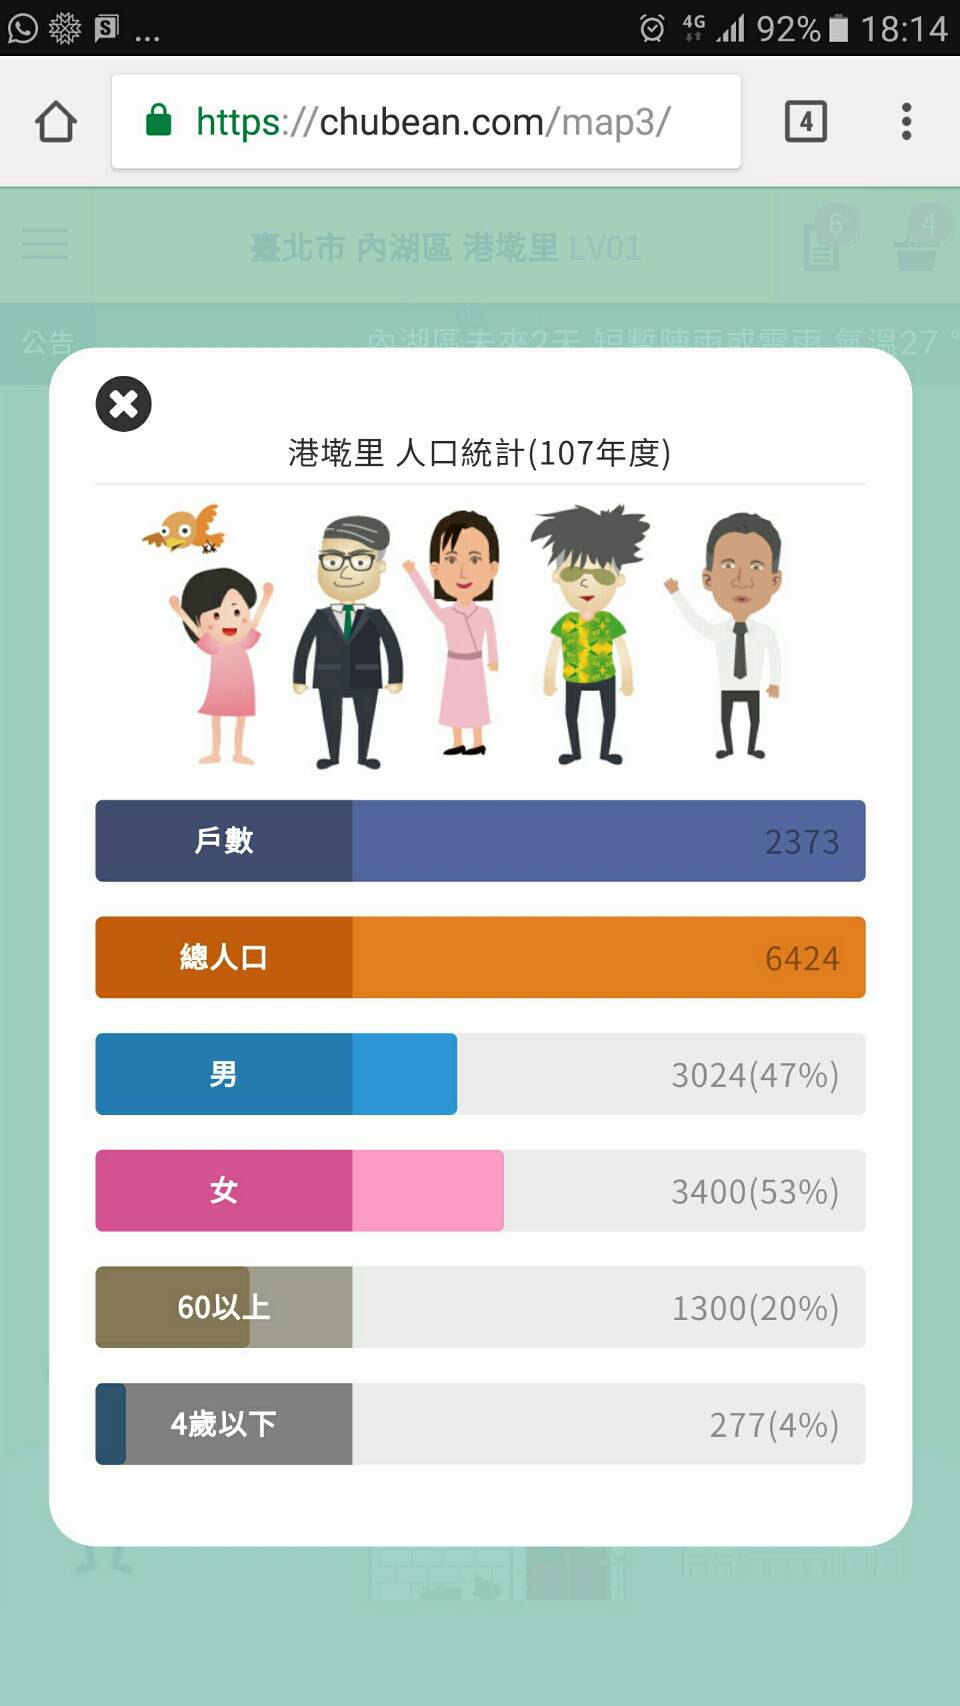 ... 4G 92% 18:14
https://chubean.com/map3/ 4
臺北市 內湖區 港墘里 LV01 6 4
公告 內湖區未來2天 短暫陣雨或雷雨 氣溫27 °
港墘里 人口統計(107年度)
戶數 2373
總人口 6424
男 3024(47%)
女 3400(53%)
60以上 1300(20%)
4歲以下 277(4%)